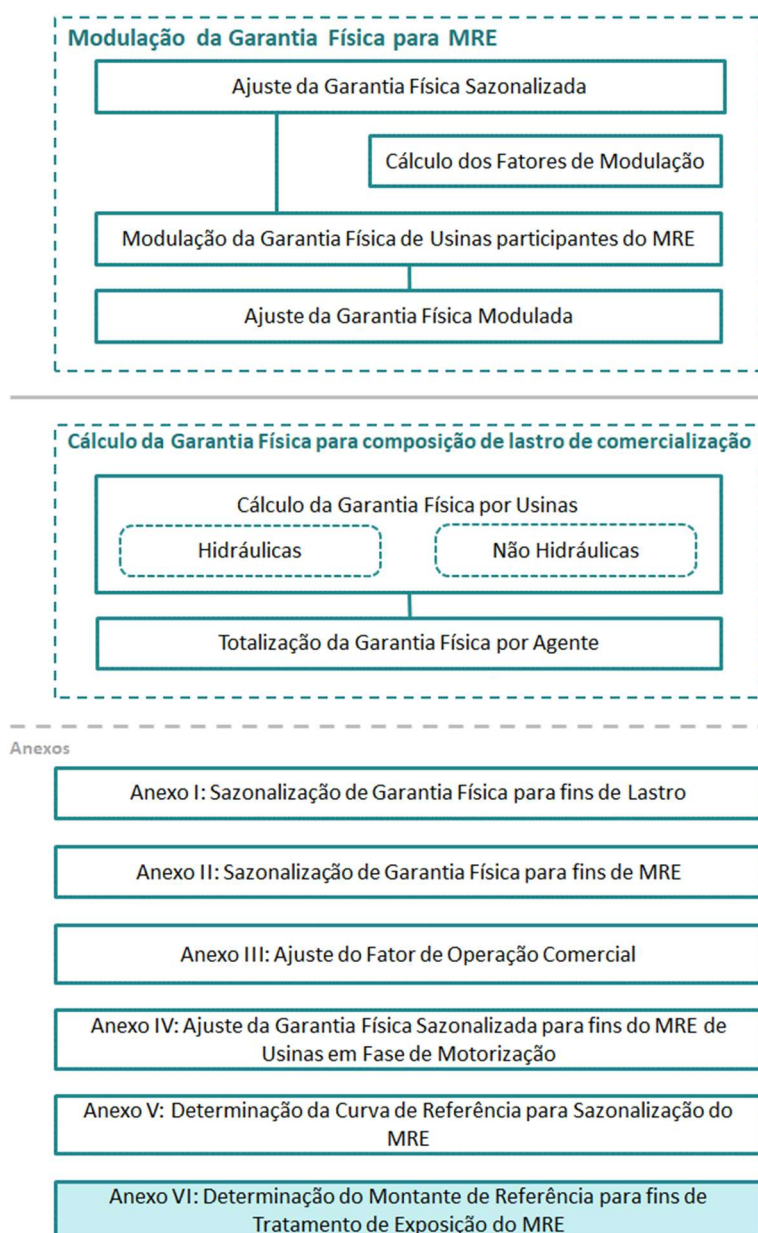 Modulação da Garantia Física para MRE
Ajuste da Garantia Física Sazonalizada
Cálculo dos Fatores de Modulação
Modulação da Garantia Física de Usinas participantes do MRE
Ajuste da Garantia Física Modulada
Cálculo da Garantia Física para composição de lastro de comercialização
Cálculo da Garantia Física por Usinas
Hidráulicas
Não Hidráulicas
Totalização da Garantia Física por Agente
Anexos
Anexo I: Sazonalização de Garantia Física para fins de Lastro
Anexo II: Sazonalização de Garantia Física para fins de MRE
Anexo III: Ajuste do Fator de Operação Comercial
Anexo IV: Ajuste da Garantia Física Sazonalizada para fins do MRE de
Usinas em Fase de Motorização
Anexo V: Determinação da Curva de Referência para Sazonalização do
MRE
Anexo VI: Determinação do Montante de Referência para fins de
Tratamento de Exposição do MRE